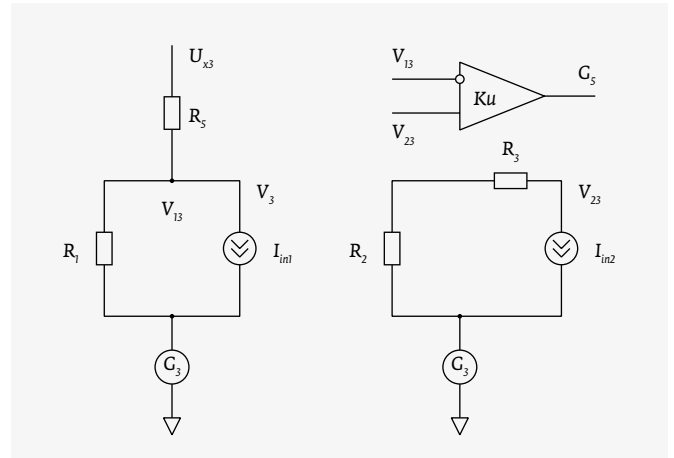 U_x3
R_5
V_13
V_3
R_1
I_in1
G_3
V_13
Ku
G_5
V_23
R_3
V_23
R_2
I_in2
G_3